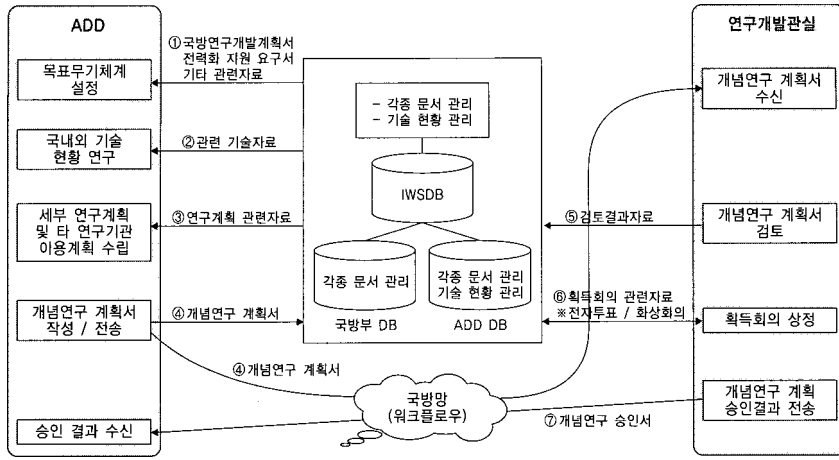 ADD
목표무기체계
설정
국내외 기술
현황 연구
세부 연구계획
및 타 연구기관
이용계획 수립
개념연구 계획서
작성 / 전송
승인 결과 수신
①국방연구개발계획서
전력화 지원 요구서
기타 관련자료
②관련 기술자료
③연구계획 관련자료
④개념연구 계획서
④개념연구 계획서
- 각종 문서 관리
- 기술 현황 관리
IWSDB
각종 문서 관리
국방부 DB
각종 문서 관리
기술 현황 관리
ADD DB
국방망
(워크플로우)
⑤검토결과자료
⑥획득회의 관련자료
※전자투표 / 화상회의
⑦개념연구 승인서
연구개발관실
개념연구 계획서
수신
개념연구 계획서
검토
획득회의 상정
개념연구 계획
승인결과 전송